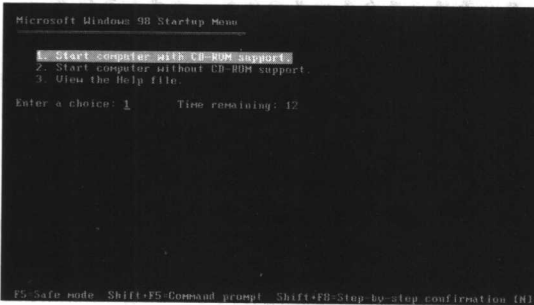 Microsoft Windows 98 Startup Menu
1. Start computer with CD-ROM support.
2. Start computer without CD-ROM support.
3. View the Help file.
Enter a choice: 1 Time remaining: 12
F5=Safe mode Shift+F5=Command prompt Shift+F8=Step-by-step confirmation [N]